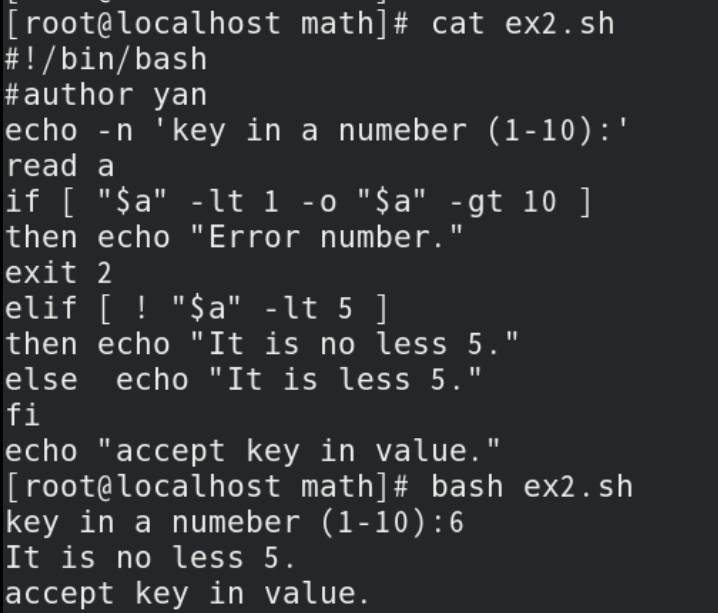 [root@localhost math]# cat ex2.sh
#!/bin/bash
#author yan
echo -n 'key in a numeber (1-10):'
read a
if [ "$a" -lt 1 -o "$a" -gt 10 ]
then echo "Error number."
exit 2
elif [ ! "$a" -lt 5 ]
then echo "It is no less 5."
else  echo "It is less 5."
fi
echo "accept key in value."
[root@localhost math]# bash ex2.sh
key in a numeber (1-10):6
It is no less 5.
accept key in value.